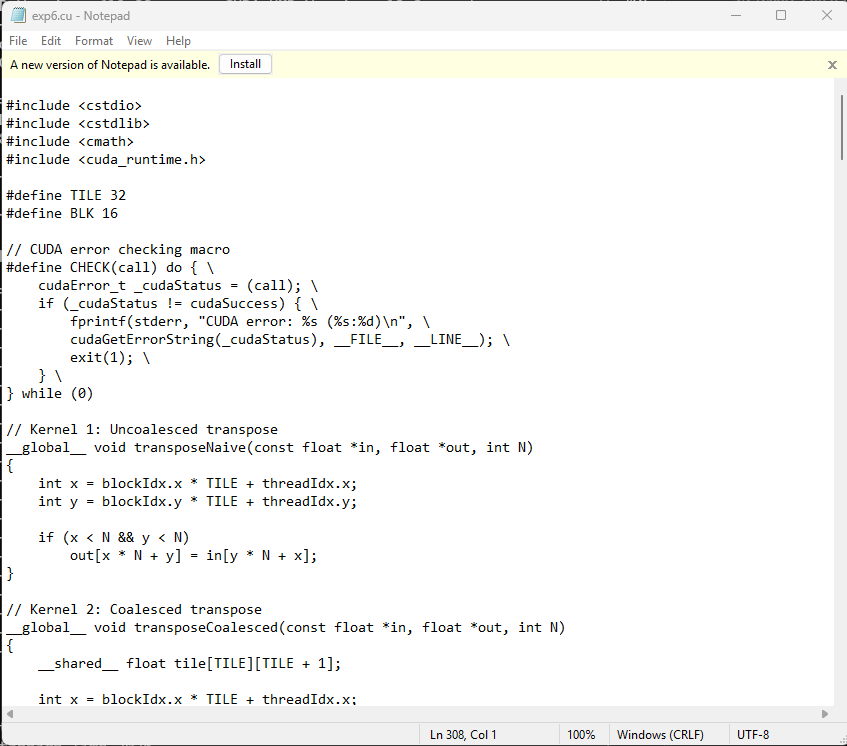 exp6.cu - Notepad
File Edit Format View Help
A new version of Notepad is available. Install x
#include <cstdio>
#include <cstdlib>
#include <cmath>
#include <cuda_runtime.h>

#define TILE 32
#define BLK 16

// CUDA error checking macro
#define CHECK(call) do { \
    cudaError_t _cudaStatus = (call); \
    if (_cudaStatus != cudaSuccess) { \
        fprintf(stderr, "CUDA error: %s (%s:%d)\n", \
        cudaGetErrorString(_cudaStatus), __FILE__, __LINE__); \
        exit(1); \
    } \
} while (0)

// Kernel 1: Uncoalesced transpose
__global__ void transposeNaive(const float *in, float *out, int N)
{
    int x = blockIdx.x * TILE + threadIdx.x;
    int y = blockIdx.y * TILE + threadIdx.y;

    if (x < N && y < N)
        out[x * N + y] = in[y * N + x];
}

// Kernel 2: Coalesced transpose
__global__ void transposeCoalesced(const float *in, float *out, int N)
{
    __shared__ float tile[TILE][TILE + 1];

    int x = blockIdx.x * TILE + threadIdx.x;
Ln 308, Col 1 100% Windows (CRLF) UTF-8